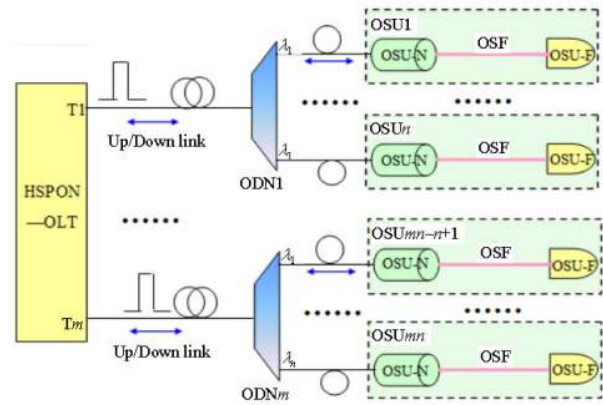 OSU1
λ1
OSU-N
OSF
OSU-F
T1
Up/Down link
OSUn
λ1
OSU-N
OSF
OSU-F
ODN1
HSPON
—OLT
OSUmn–n+1
λ1
OSU-N
OSF
OSU-F
Tm
Up/Down link
OSUmn
λn
OSU-N
OSF
OSU-F
ODNm